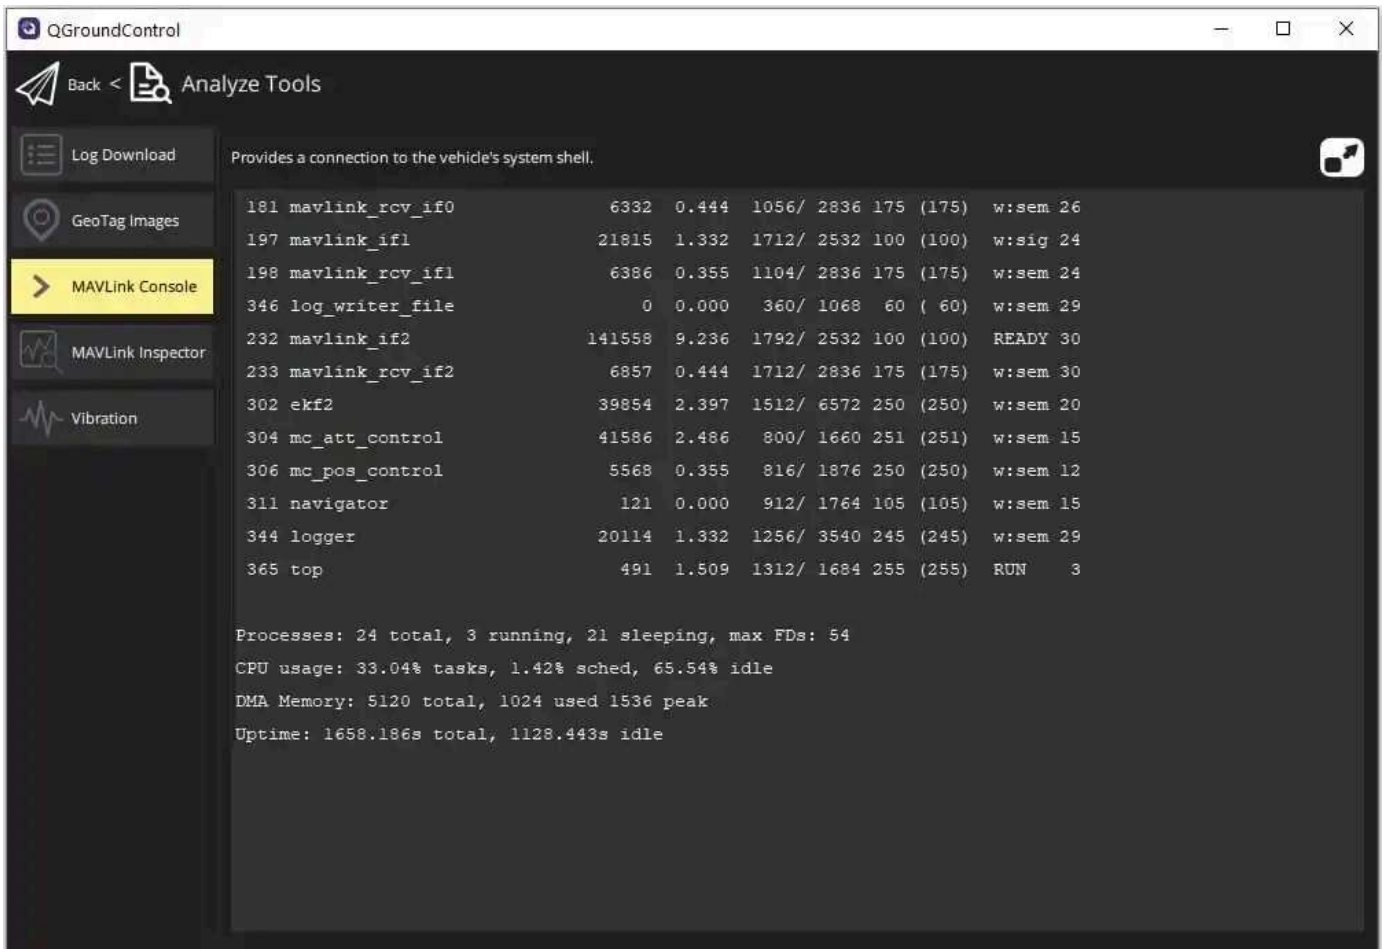 QGroundControl
Back < Analyze Tools
Log Download
GeoTag Images
MAVLink Console
MAVLink Inspector
Vibration
Provides a connection to the vehicle's system shell.
181 mavlink_rcv_if0 6332 0.444 1056/ 2836 175 (175) w:sem 26
197 mavlink_if1 21815 1.332 1712/ 2532 100 (100) w:sig 24
198 mavlink_rcv_if1 6386 0.355 1104/ 2836 175 (175) w:sem 24
346 log_writer_file 0 0.000 360/ 1068 60 ( 60) w:sem 29
232 mavlink_if2 141558 9.236 1792/ 2532 100 (100) READY 30
233 mavlink_rcv_if2 6857 0.444 1712/ 2836 175 (175) w:sem 30
302 ekf2 39854 2.397 1512/ 6572 250 (250) w:sem 20
304 mc_att_control 41586 2.486 800/ 1660 251 (251) w:sem 15
306 mc_pos_control 5568 0.355 816/ 1876 250 (250) w:sem 12
311 navigator 121 0.000 912/ 1764 105 (105) w:sem 15
344 logger 20114 1.332 1256/ 3540 245 (245) w:sem 29
365 top 491 1.509 1312/ 1684 255 (255) RUN 3
Processes: 24 total, 3 running, 21 sleeping, max FDs: 54
CPU usage: 33.04% tasks, 1.42% sched, 65.54% idle
DMA Memory: 5120 total, 1024 used 1536 peak
Uptime: 1658.186s total, 1128.443s idle